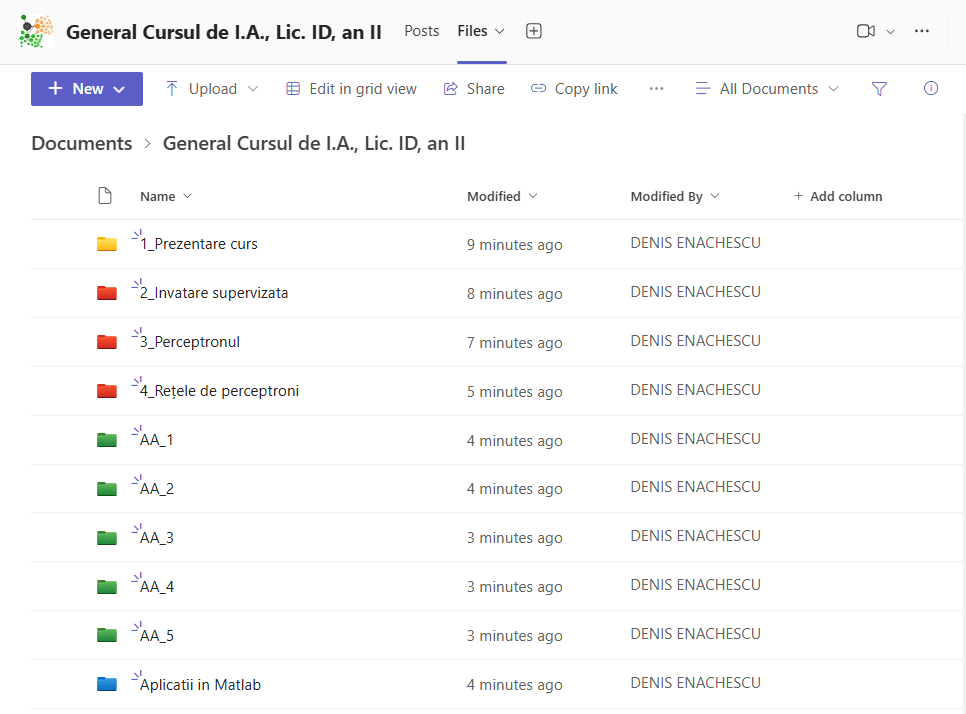 General Cursul de I.A., Lic. ID, an II Posts Files
New Upload Edit in grid view Share Copy link All Documents
Documents > General Cursul de I.A., Lic. ID, an II
Name Modified Modified By + Add column
1_Prezentare curs 9 minutes ago DENIS ENACHESCU
2_Invatare supervizata 8 minutes ago DENIS ENACHESCU
3_Perceptronul 7 minutes ago DENIS ENACHESCU
4_Rețele de perceptroni 5 minutes ago DENIS ENACHESCU
AA_1 4 minutes ago DENIS ENACHESCU
AA_2 4 minutes ago DENIS ENACHESCU
AA_3 3 minutes ago DENIS ENACHESCU
AA_4 3 minutes ago DENIS ENACHESCU
AA_5 3 minutes ago DENIS ENACHESCU
Aplicatii in Matlab 4 minutes ago DENIS ENACHESCU